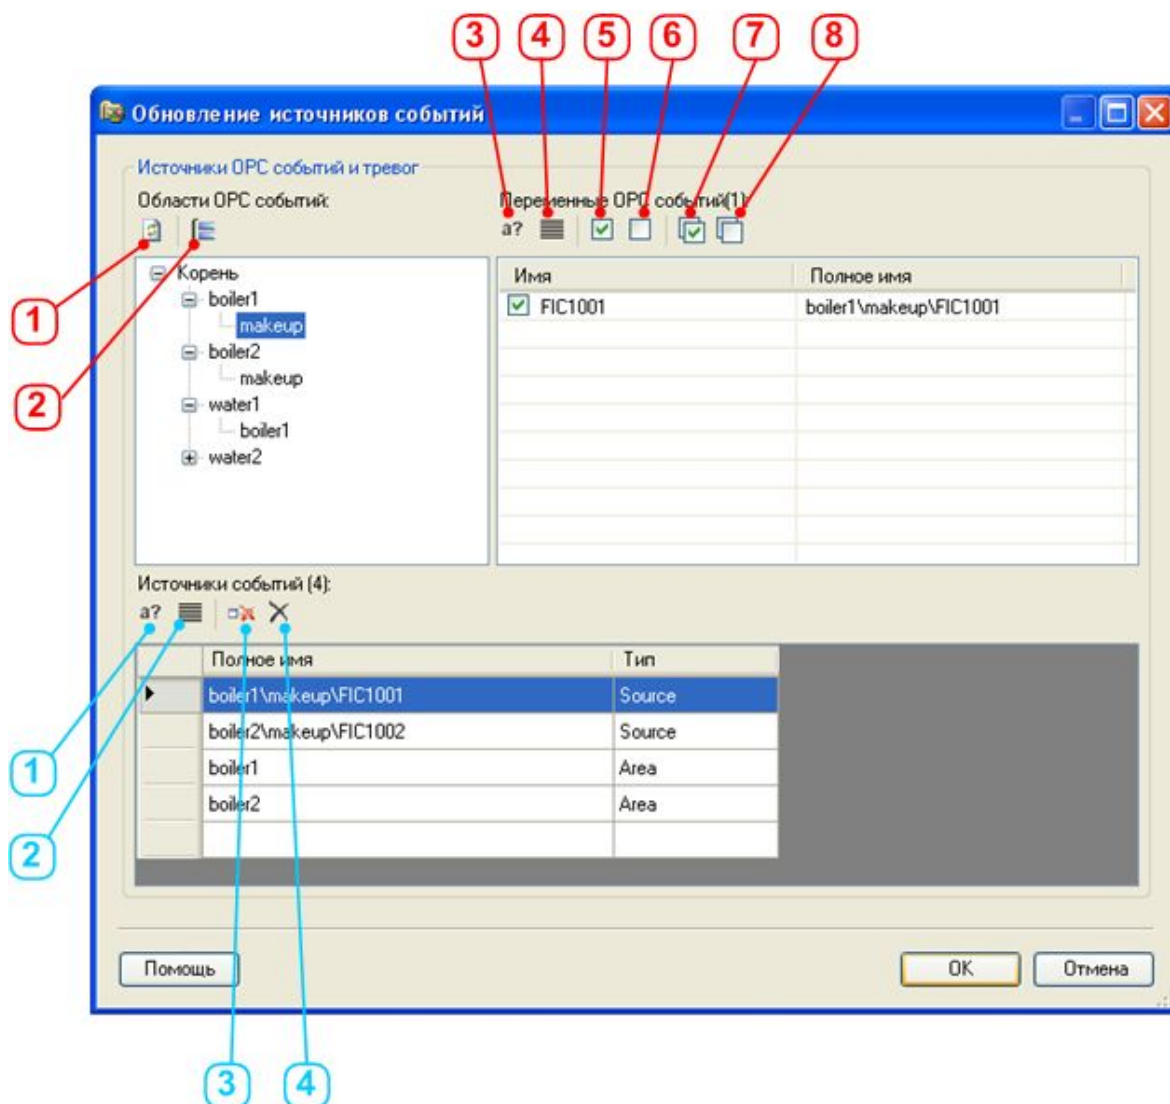 3 4 5 6 7 8
Обновление источников событий
Источники OPC событий и тревог
Области OPC событий:
Переменные OPC событий(1):
a?
Корень
boiler1
makeup
boiler2
makeup
water1
boiler1
water2
Имя Полное имя
FIC1001 boiler1\makeup\FIC1001
1
2
Источники событий (4):
a?
Полное имя Тип
boiler1\makeup\FIC1001 Source
boiler2\makeup\FIC1002 Source
boiler1 Area
boiler2 Area
1
2
Помощь OK Отмена
3 4